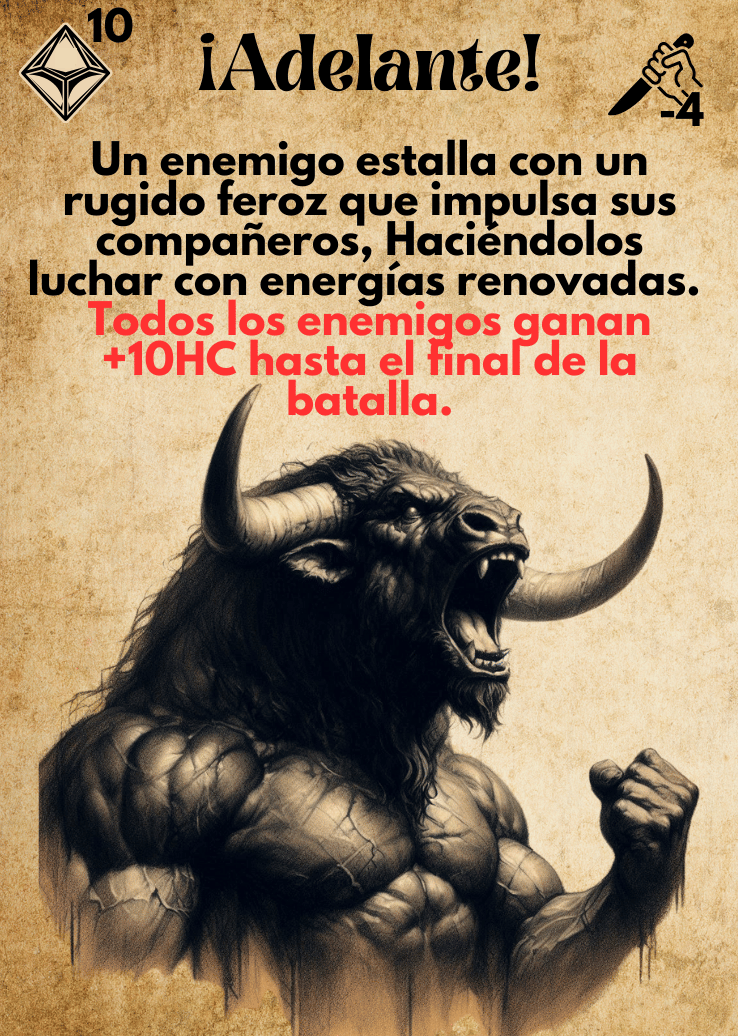 10
¡Adelante!
-4
Un enemigo estalla con un
rugido feroz que impulsa sus
compañeros, Haciéndolos
luchar con energías renovadas.
Todos los enemigos ganan
+10HC hasta el final de la
batalla.